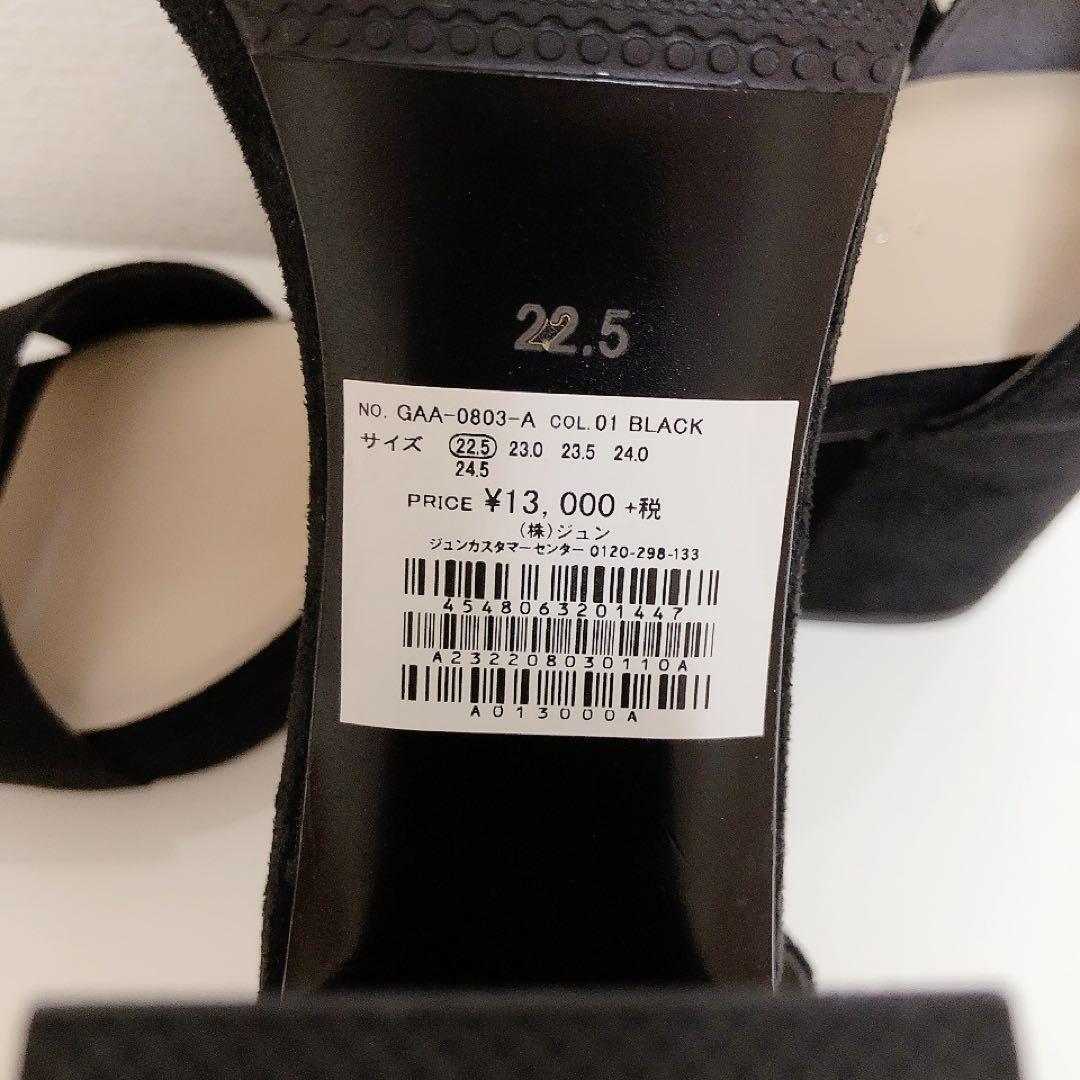 22.5
NO. GAA-0803-A COL.01 BLACK
サイズ 22.5 23.0 23.5 24.0
24.5
PRICE ¥13,000 +税
(株)ジュン
ジュンカスタマーセンター 0120-298-133
4548063201447
A232208030110A
A013000A